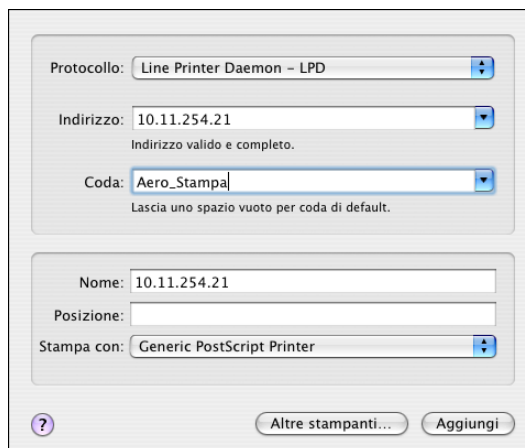 Protocollo: Line Printer Daemon – LPD
Indirizzo: 10.11.254.21
Indirizzo valido e completo.
Coda: Aero_Stampa
Lascia uno spazio vuoto per coda di default.
Nome: 10.11.254.21
Posizione:
Stampa con: Generic PostScript Printer
? Altre stampanti... Aggiungi